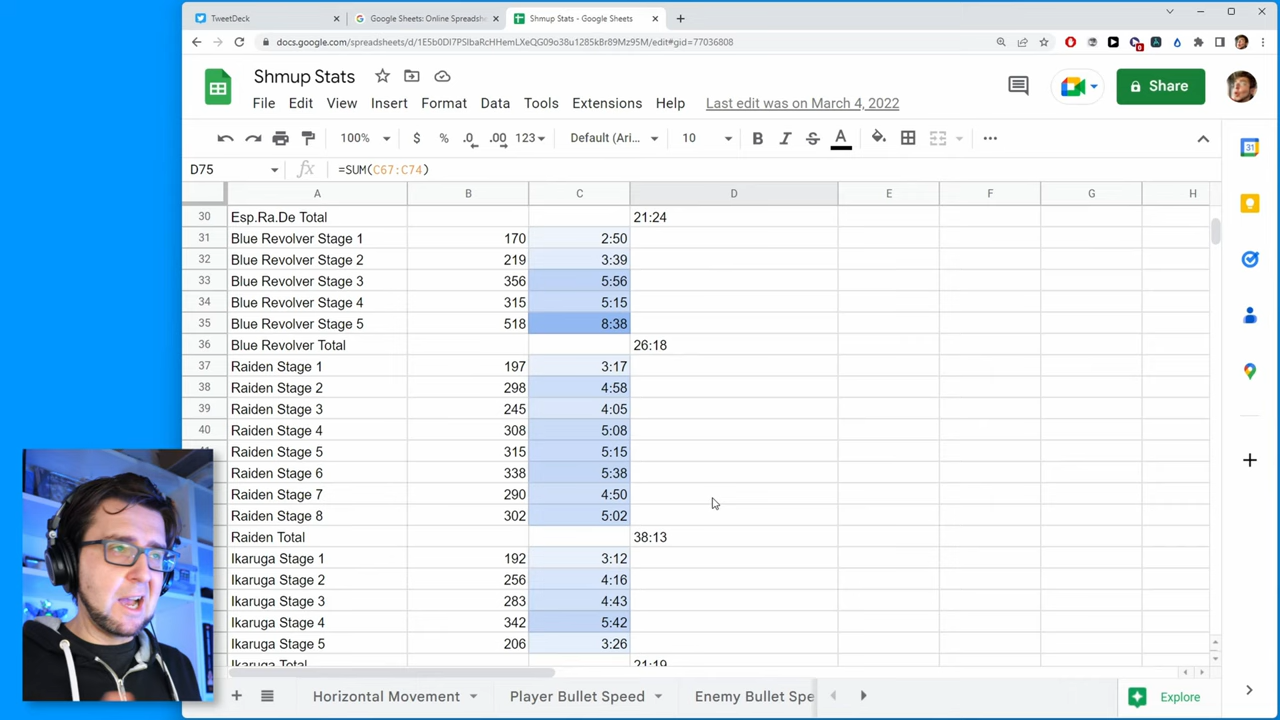 TweetDeck
Google Sheets: Online Spreadsh
Shmup Stats - Google Sheets
docs.google.com/spreadsheets/d/1E5b0DI7PSIbaRcHHemLXeQG09o38u1285kBr89Mz95M/edit#gid=77036808
Shmup Stats
Share
File Edit View Insert Format Data Tools Extensions Help Last edit was on March 4, 2022
100% $ % .0 .00 123 Default (Ari... 10 B I S A
D75 fx =SUM(C67:C74)
A B C D E F G H
30 Esp.Ra.De Total 21:24
31 Blue Revolver Stage 1 170 2:50
32 Blue Revolver Stage 2 219 3:39
33 Blue Revolver Stage 3 356 5:56
34 Blue Revolver Stage 4 315 5:15
35 Blue Revolver Stage 5 518 8:38
36 Blue Revolver Total 26:18
37 Raiden Stage 1 197 3:17
38 Raiden Stage 2 298 4:58
39 Raiden Stage 3 245 4:05
40 Raiden Stage 4 308 5:08
Raiden Stage 5 315 5:15
Raiden Stage 6 338 5:38
Raiden Stage 7 290 4:50
Raiden Stage 8 302 5:02
Raiden Total 38:13
Ikaruga Stage 1 192 3:12
Ikaruga Stage 2 256 4:16
Ikaruga Stage 3 283 4:43
Ikaruga Stage 4 342 5:42
Ikaruga Stage 5 206 3:26
Ikaruga Total 21:19
Horizontal Movement Player Bullet Speed Enemy Bullet Spe Explore